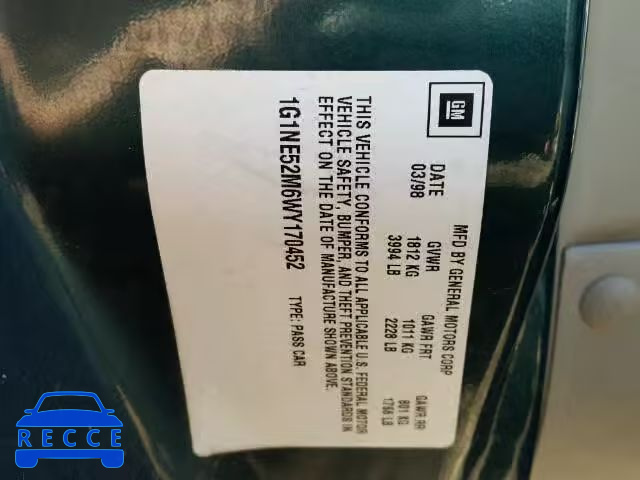 GM
MFD BY GENERAL MOTORS CORP
DATE GVWR GAWR FRT GAWR RR
03/98 1812 KG 1011 KG 801 KG
3994 LB 2228 LB 1766 LB
THIS VEHICLE CONFORMS TO ALL APPLICABLE U.S. FEDERAL MOTOR
VEHICLE SAFETY, BUMPER, AND THEFT PREVENTION STANDARDS IN
EFFECT ON THE DATE OF MANUFACTURE SHOWN ABOVE.
1G1NE52M6WY170452 TYPE: PASS CAR
RECCE